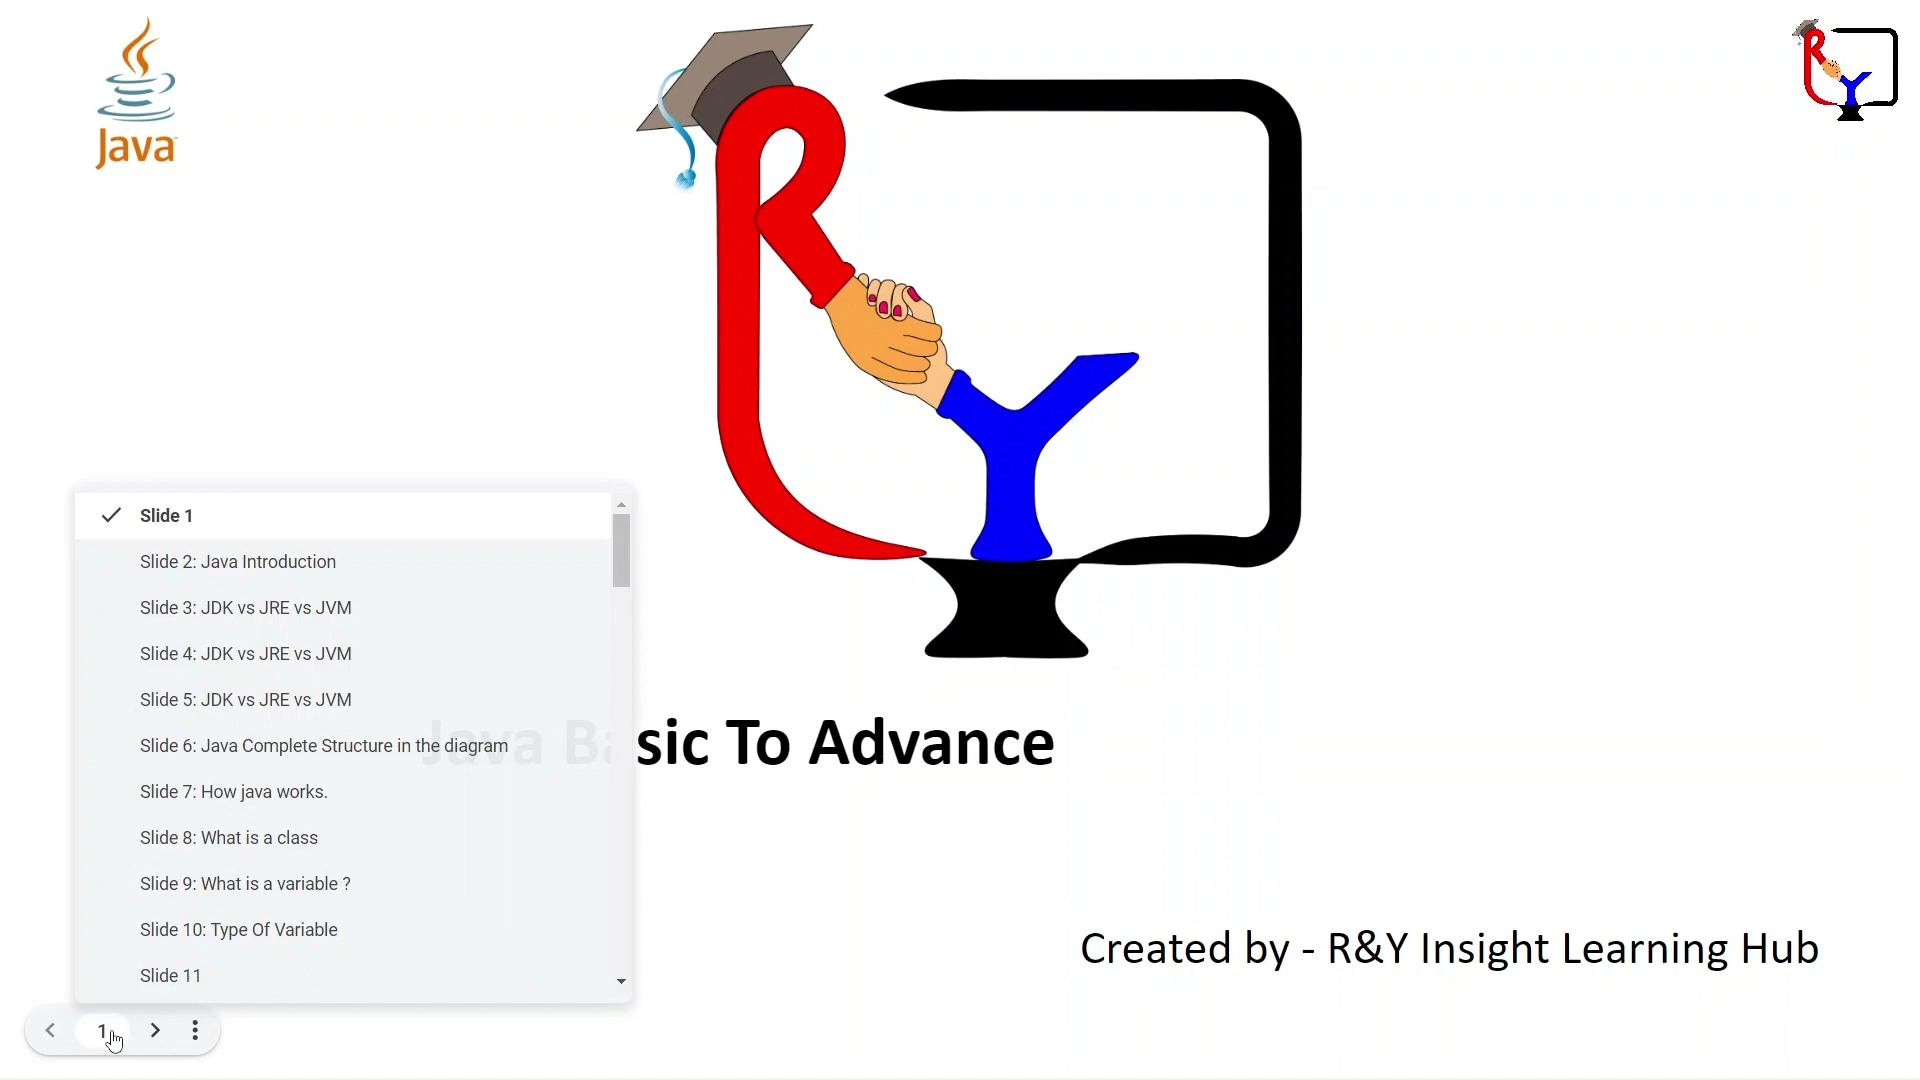 Java
Slide 1
Slide 2: Java Introduction
Slide 3: JDK vs JRE vs JVM
Slide 4: JDK vs JRE vs JVM
Slide 5: JDK vs JRE vs JVM
Slide 6: Java Complete Structure in the diagram
Slide 7: How java works.
Slide 8: What is a class
Slide 9: What is a variable ?
Slide 10: Type Of Variable
Slide 11
Java Basic To Advance
Created by - R&Y Insight Learning Hub
1